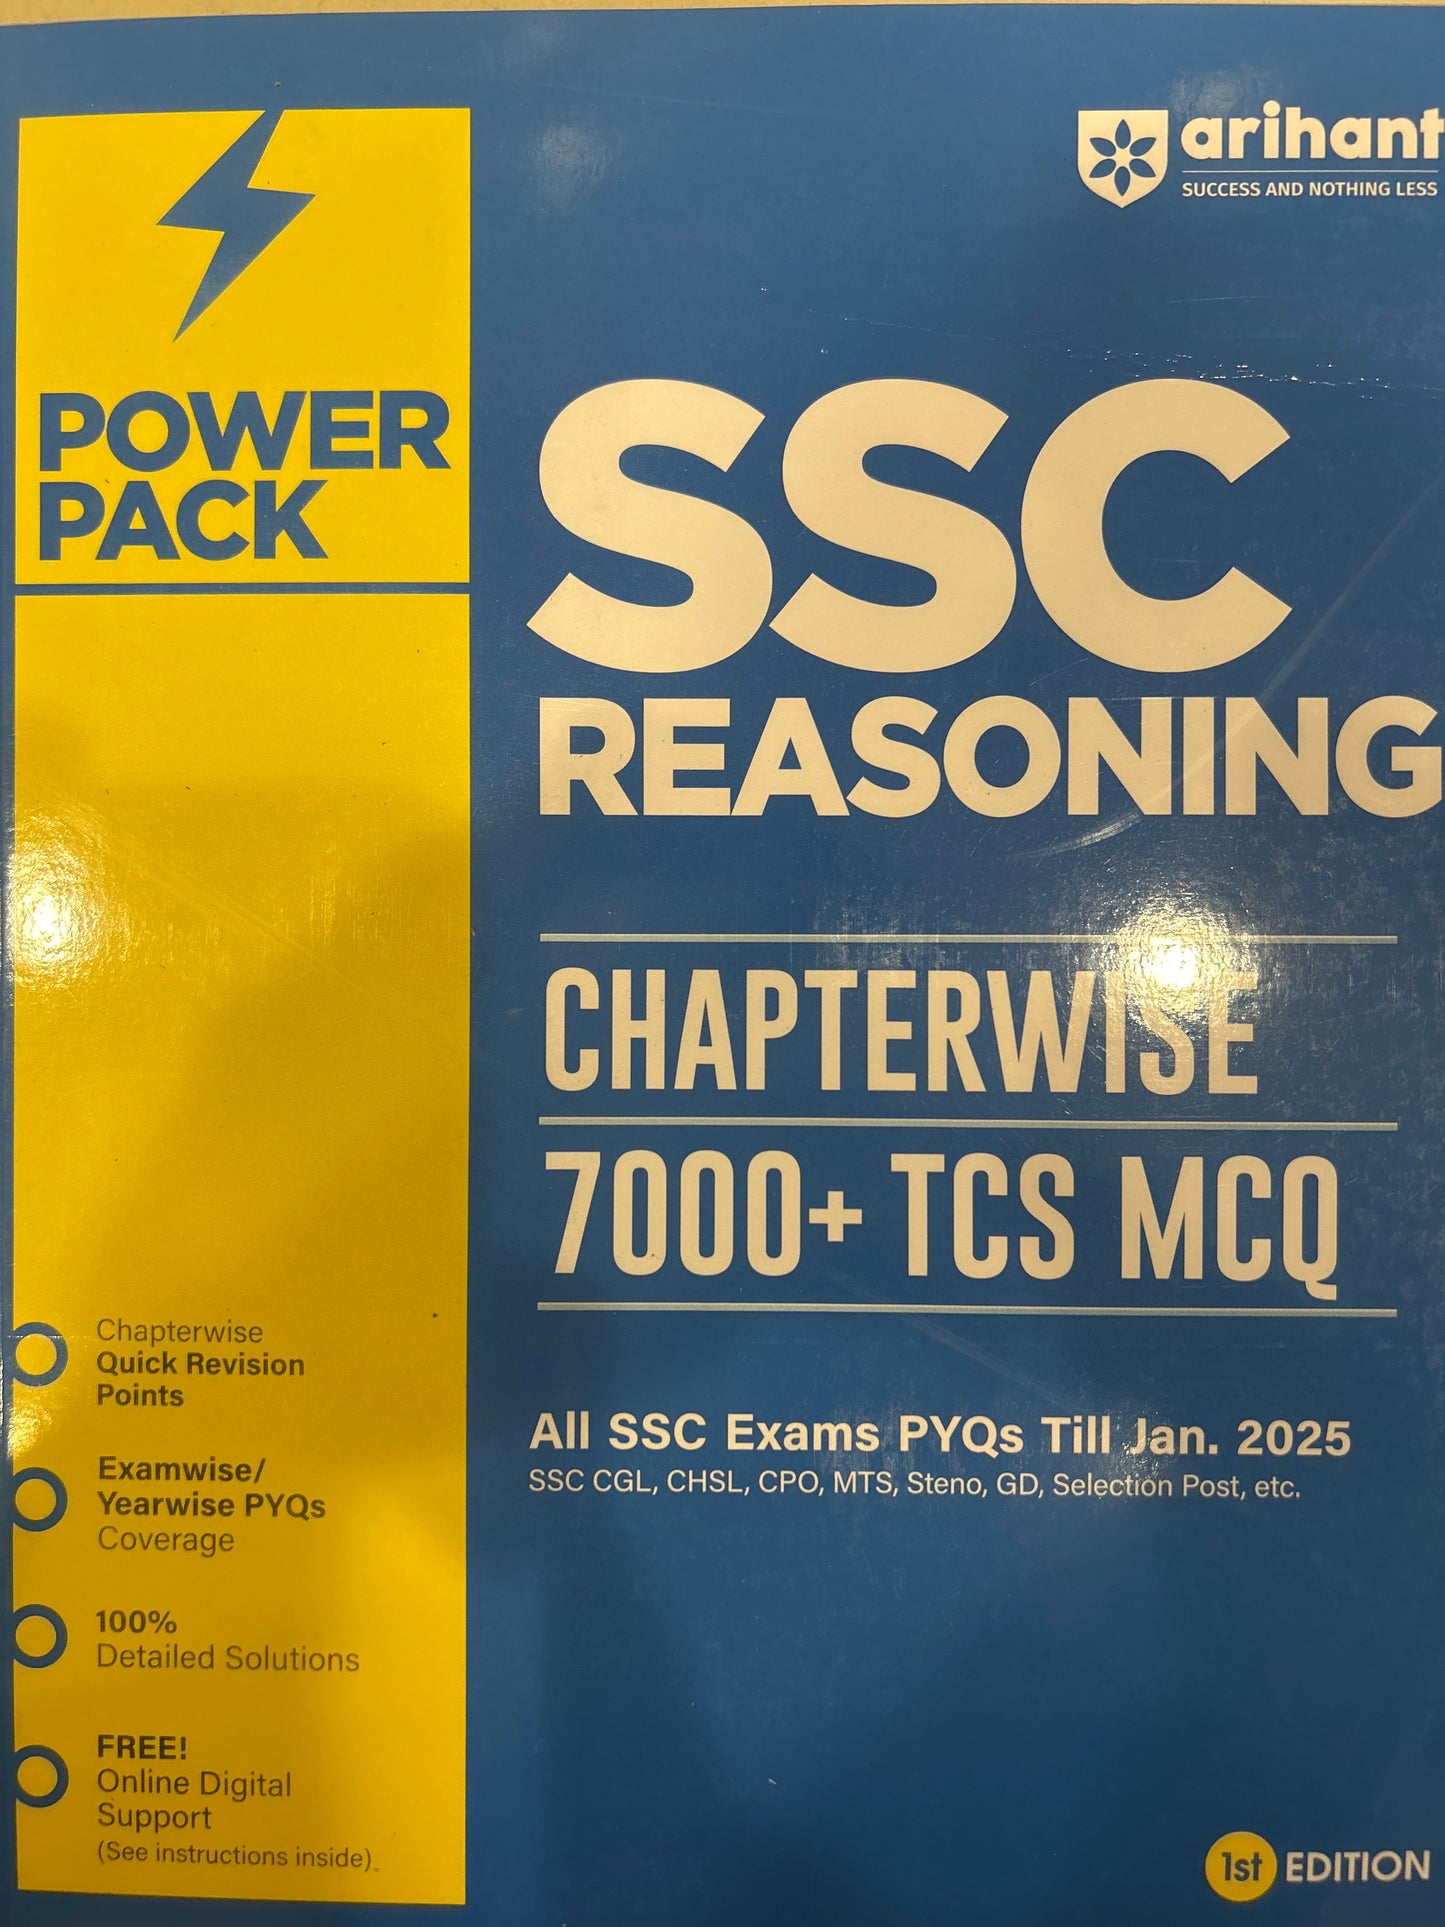 arihant
SUCCESS AND NOTHING LESS
POWER
PACK
SSC
REASONING
CHAPTERWISE
7000+ TCS MCQ
All SSC Exams PYQs Till Jan. 2025
SSC CGL, CHSL, CPO, MTS, Steno, GD, Selection Post, etc.
Chapterwise
Quick Revision
Points
Examwise/
Yearwise PYQs
Coverage
100%
Detailed Solutions
FREE!
Online Digital
Support
(See instructions inside)
1st EDITION